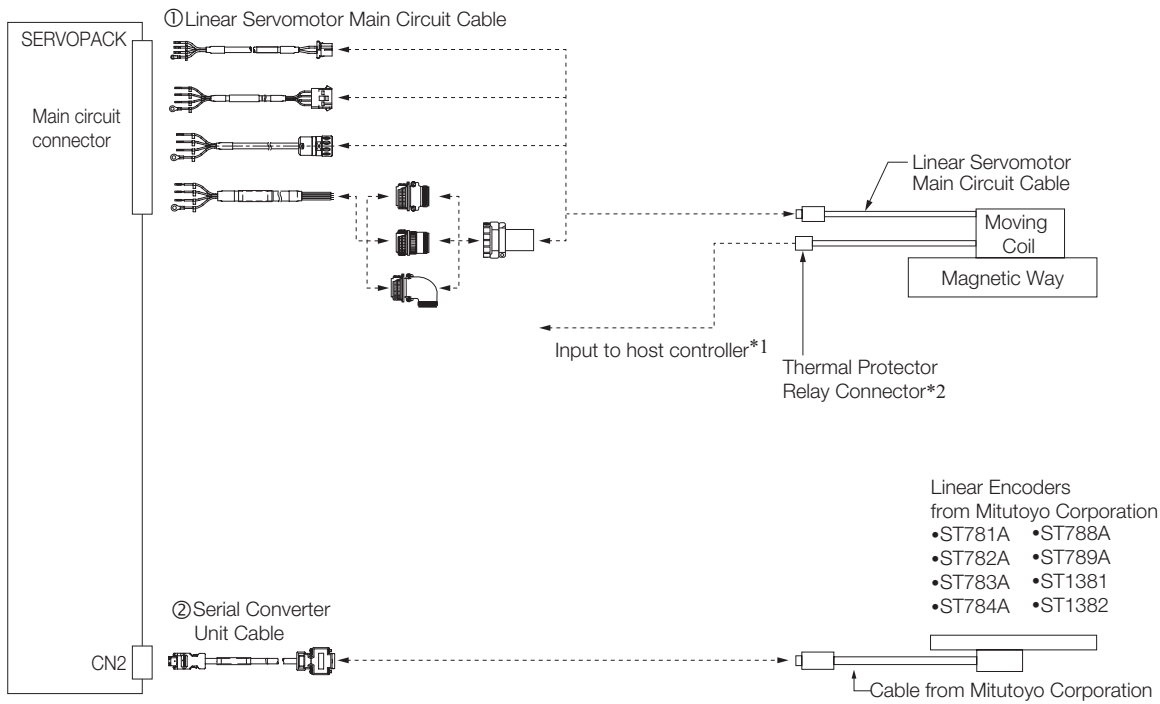 ①Linear Servomotor Main Circuit Cable
SERVOPACK
Main circuit
connector
Linear Servomotor
Main Circuit Cable
Moving
Coil
Magnetic Way
Input to host controller*1
Thermal Protector
Relay Connector*2
Linear Encoders
from Mitutoyo Corporation
•ST781A •ST788A
•ST782A •ST789A
•ST783A •ST1381
•ST784A •ST1382
②Serial Converter
Unit Cable
CN2
Cable from Mitutoyo Corporation